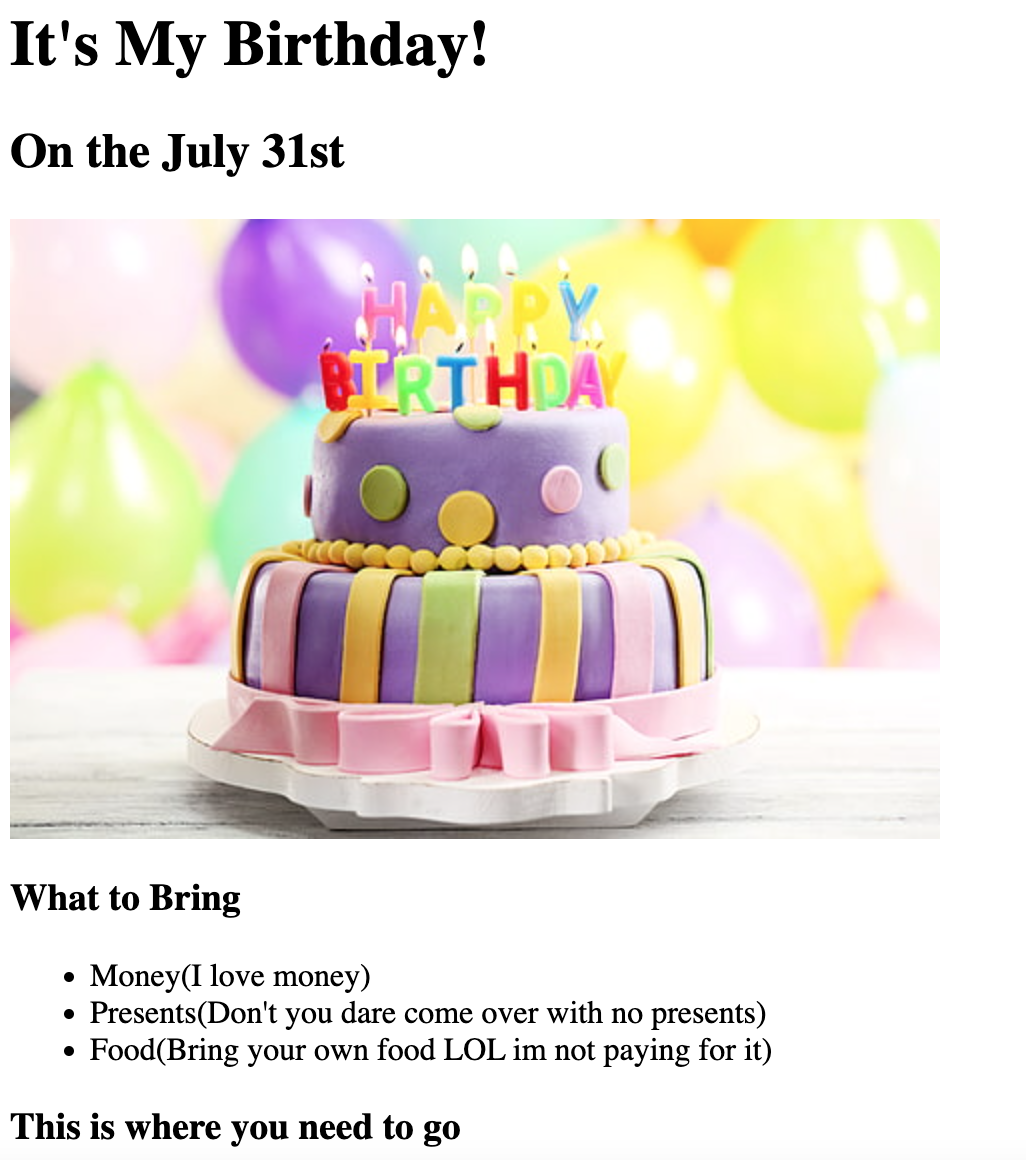 It's My Birthday!
On the July 31st
HAPPY
BIRTHDAY
What to Bring
Money(I love money)
Presents(Don't you dare come over with no presents)
Food(Bring your own food LOL im not paying for it)
This is where you need to go